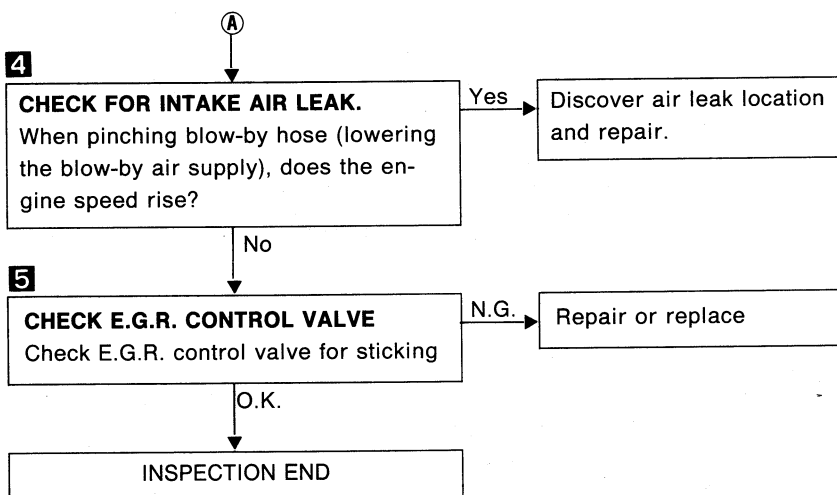 A
4
CHECK FOR INTAKE AIR LEAK.
When pinching blow-by hose (lowering
the blow-by air supply), does the en-
gine speed rise?
Yes
Discover air leak location
and repair.
No
5
CHECK E.G.R. CONTROL VALVE
Check E.G.R. control valve for sticking
N.G.
Repair or replace
O.K.
INSPECTION END